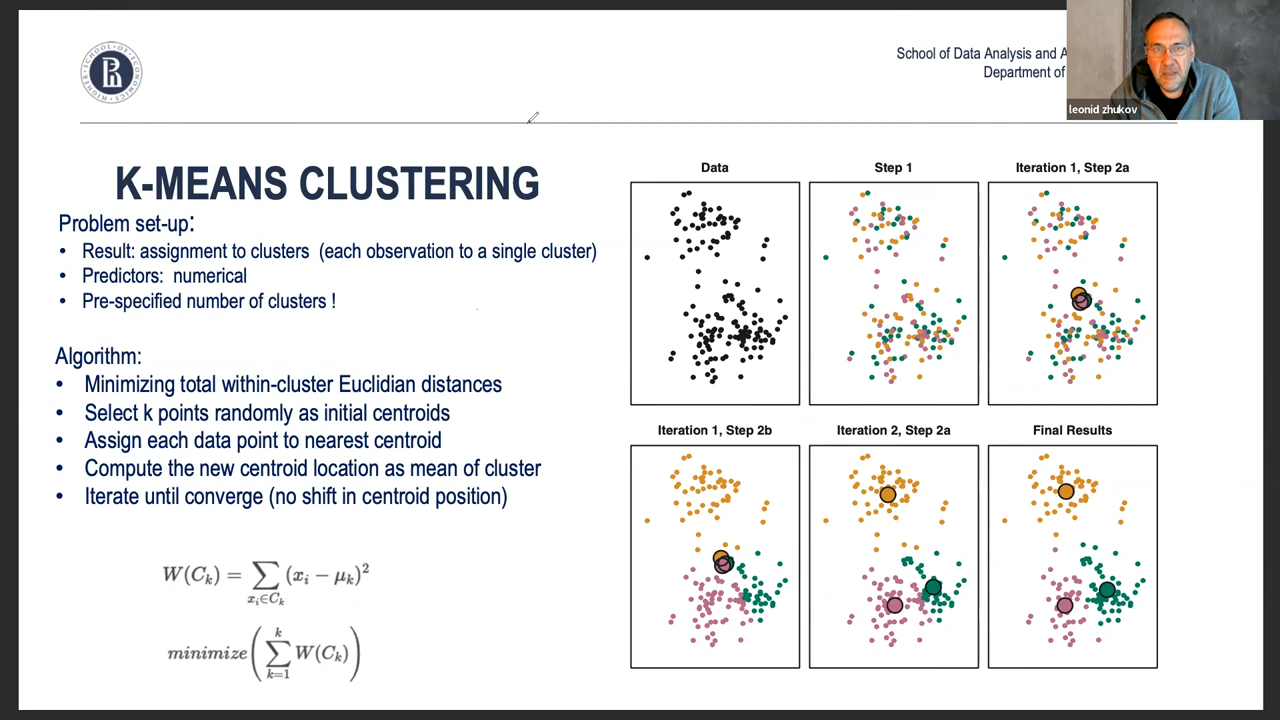 HIGHER SCHOOL OF ECONOMICS
School of Data Analysis and A
Department of
leonid zhukov
K-MEANS CLUSTERING
Problem set-up:
• Result: assignment to clusters (each observation to a single cluster)
• Predictors: numerical
• Pre-specified number of clusters !
Algorithm:
• Minimizing total within-cluster Euclidian distances
• Select k points randomly as initial centroids
• Assign each data point to nearest centroid
• Compute the new centroid location as mean of cluster
• Iterate until converge (no shift in centroid position)
W(C_k) = ∑_{x_i∈C_k} (x_i − μ_k)^2
minimize(∑_{k=1}^{k} W(C_k))
Data
Step 1
Iteration 1, Step 2a
Iteration 1, Step 2b
Iteration 2, Step 2a
Final Results